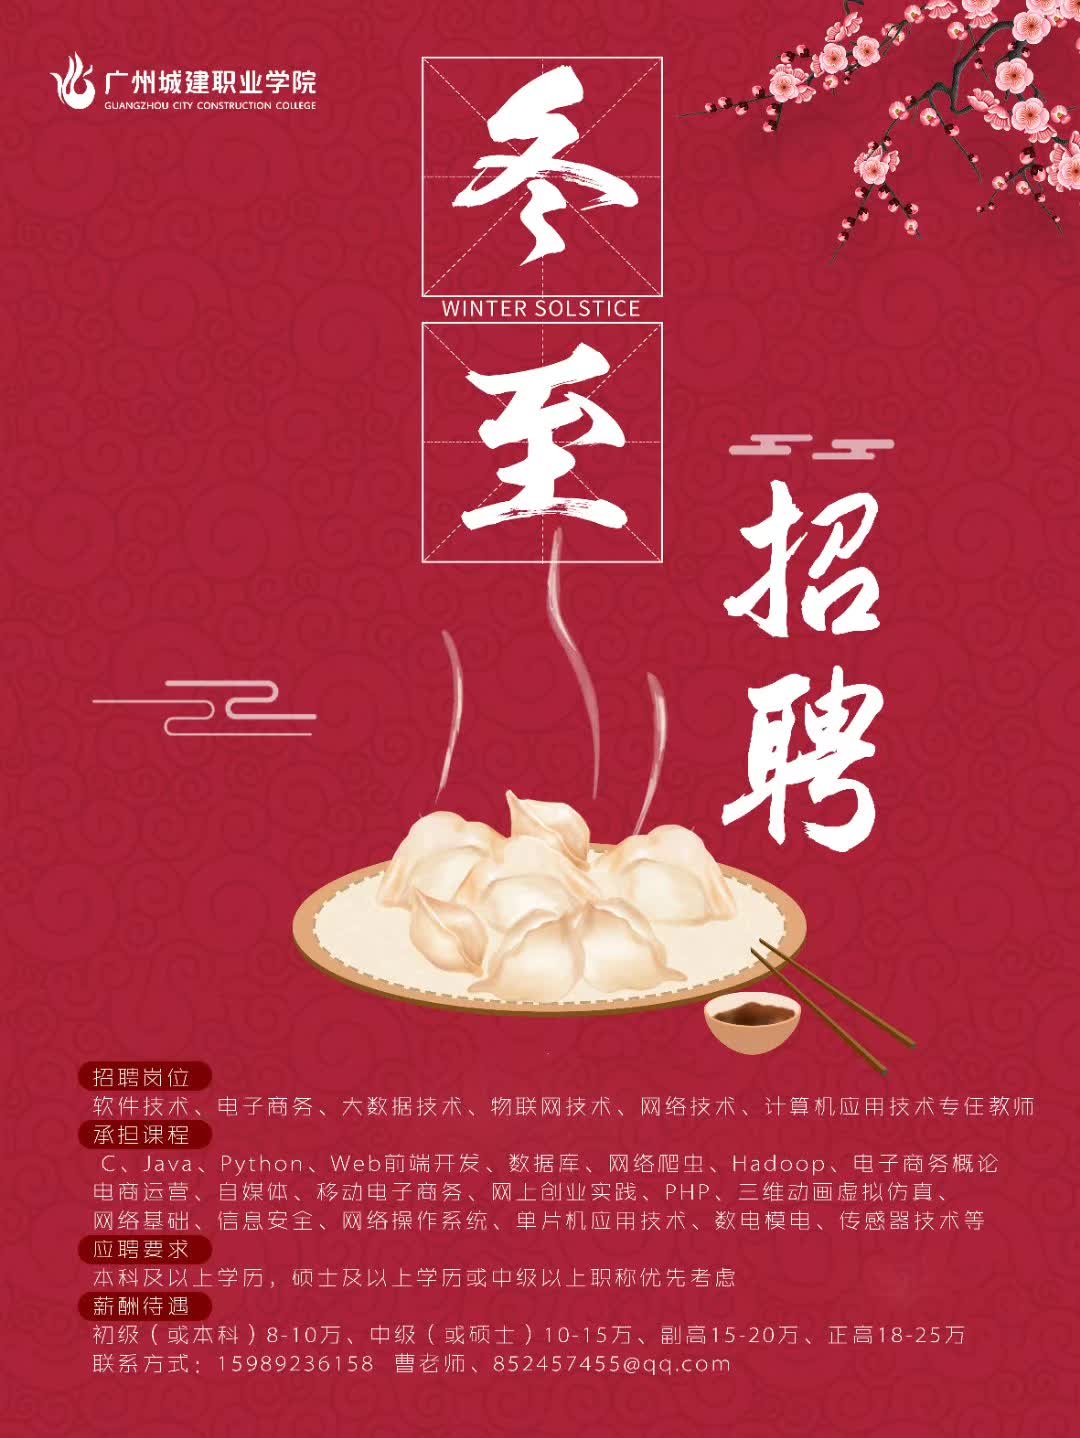 广州城建职业学院
GUANGZHOU CITY CONSTRUCTION COLLEGE
冬
WINTER SOLSTICE
至
招
聘
招聘岗位
软件技术、电子商务、大数据技术、物联网技术、网络技术、计算机应用技术专任教师
承担课程
C、Java、Python、Web前端开发、数据库、网络爬虫、Hadoop、电子商务概论
电商运营、自媒体、移动电子商务、网上创业实践、PHP、三维动画虚拟仿真、
网络基础、信息安全、网络操作系统、单片机应用技术、数电模电、传感器技术等
应聘要求
本科及以上学历，硕士及以上学历或中级以上职称优先考虑
薪酬待遇
初级（或本科）8-10万、中级（或硕士）10-15万、副高15-20万、正高18-25万
联系方式：15989236158 曹老师、852457455@qq.com